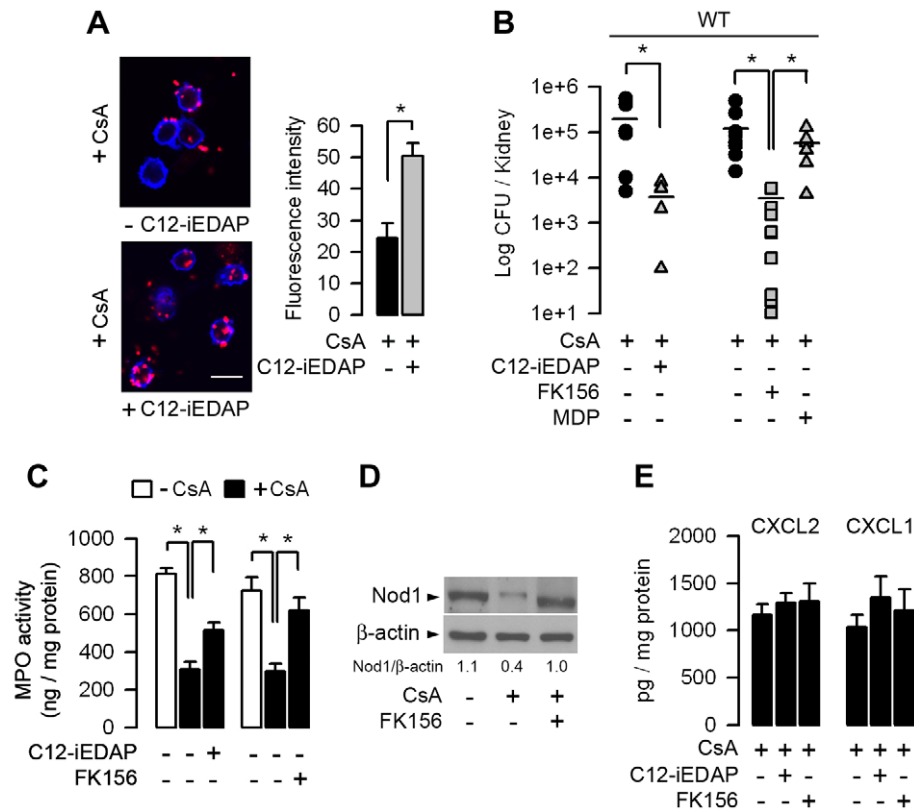 A
+ CsA
- C12-iEDAP
+ CsA
+ C12-iEDAP
Fluorescence intensity
60
50
40
30
20
10
0
*
CsA + +
C12-iEDAP - +
B
WT
* * *
Log CFU / Kidney
1e+6
1e+5
1e+4
1e+3
1e+2
1e+1
CsA + + + + +
C12-iEDAP - + - - -
FK156 - - - + -
MDP - - - - +
C
- CsA + CsA
MPO activity
(ng / mg protein)
1000
800
600
400
200
0
* * * *
C12-iEDAP - - + - - -
FK156 - - - - - +
D
Nod1
β-actin
Nod1/β-actin 1.1 0.4 1.0
CsA - + +
FK156 - - +
E
CXCL2 CXCL1
pg / mg protein
2000
1500
1000
500
0
CsA + + + + + +
C12-iEDAP - + - - + -
FK156 - - + - - +